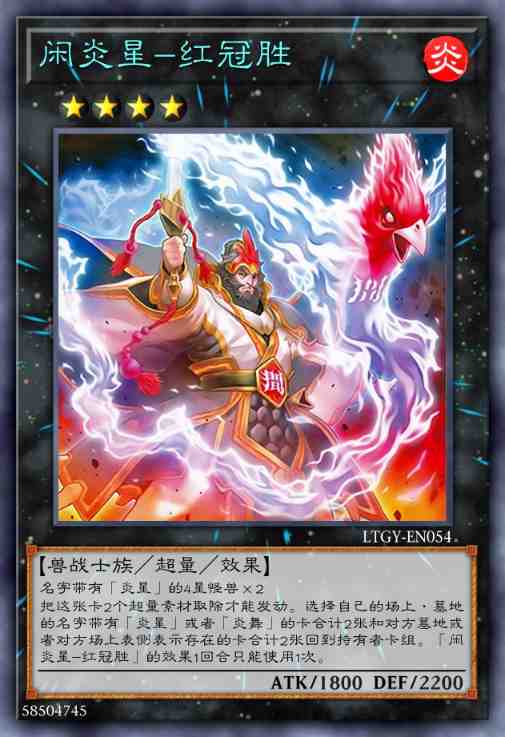 闲炎星-红冠胜
炎
LTGY-EN054
【兽战士族／超量／效果】
名字带有「炎星」的4星怪兽×2
把这张卡2个超量素材取除才能发动。选择自己的场上·墓地
的名字带有「炎星」或者「炎舞」的卡合计2张和对方墓地或
者对方场上表侧表示存在的卡合计2张回到持有者卡组。「闲
炎星-红冠胜」的效果1回合只能使用1次。
ATK/1800 DEF/2200
58504745